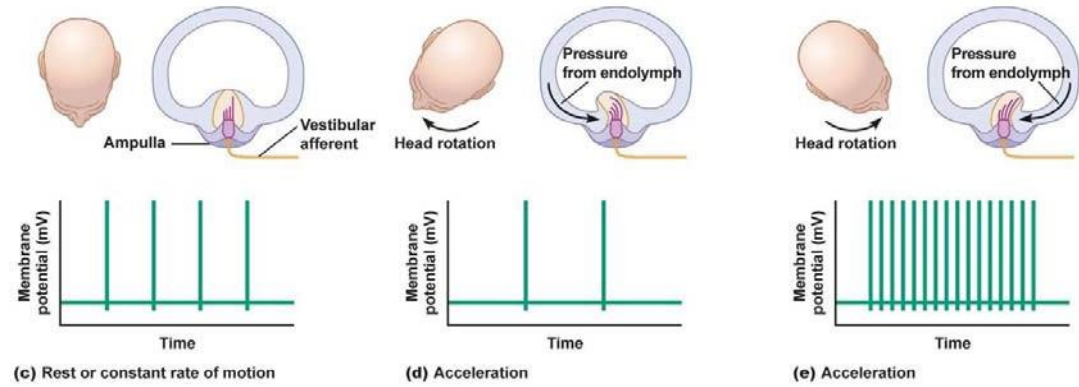 Ampulla
Vestibular
afferent
Pressure
from endolymph
Head rotation
Pressure
from endolymph
Head rotation
Membrane
potential (mV)
Time
(c) Rest or constant rate of motion
Membrane
potential (mV)
Time
(d) Acceleration
Membrane
potential (mV)
Time
(e) Acceleration